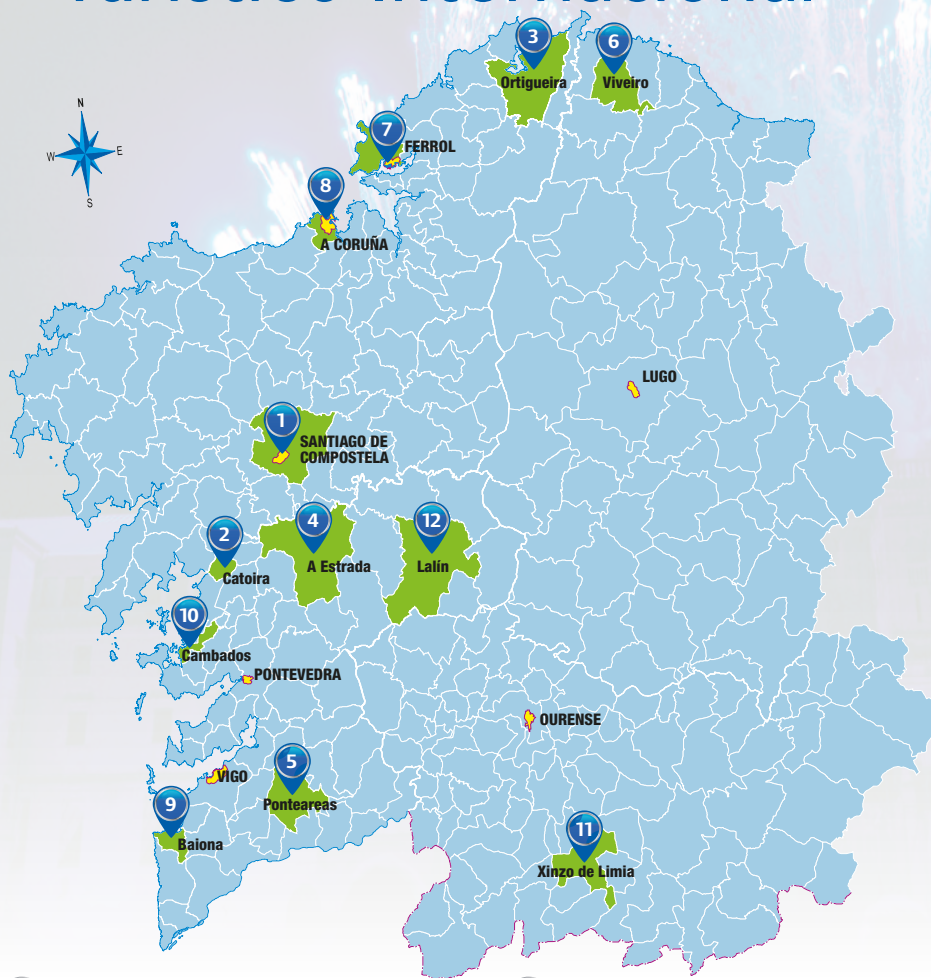 3
6
Ortigueira
Viveiro
N
W
E
S
7
FERROL
8
A CORUÑA
LUGO
1
SANTIAGO DE
COMPOSTELA
2
4
12
Catoira
A Estrada
Lalín
10
Cambados
PONTEVEDRA
OURENSE
5
VIGO
Ponteareas
9
Baiona
11
Xinzo de Limia